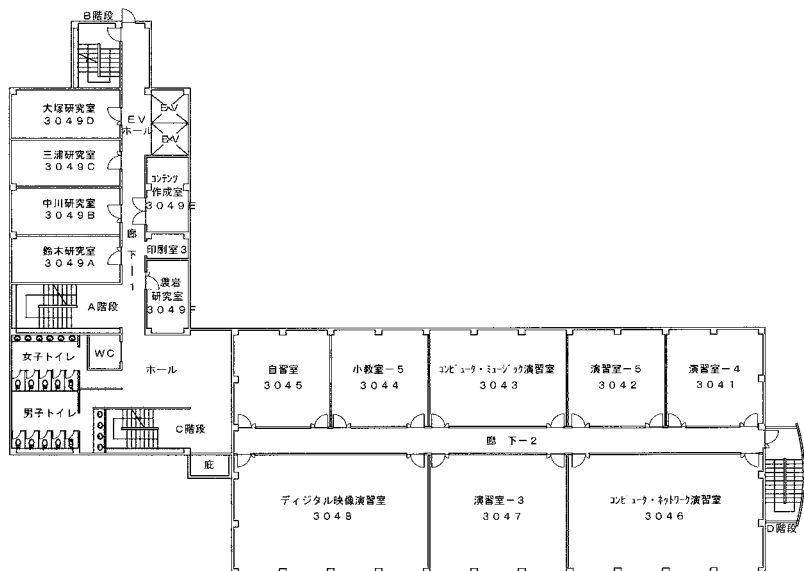 B階段
大塚研究室
3049D
EV
ホール
EV
EV
三浦研究室
3049C
コンテンツ
作成室
3049E
中川研究室
3049B
廊下-1
印刷室3
鈴木研究室
3049A
研究室
3049F
A階段
女子トイレ
WC
ホール
男子トイレ
C階段
庇
自習室
3045
小教室-5
3044
コンピュータ・ミュージック演習室
3043
演習室-5
3042
演習室-4
3041
廊下-2
ディジタル映像演習室
3048
演習室-3
3047
コンピュータ・ネットワーク演習室
3046
D階段